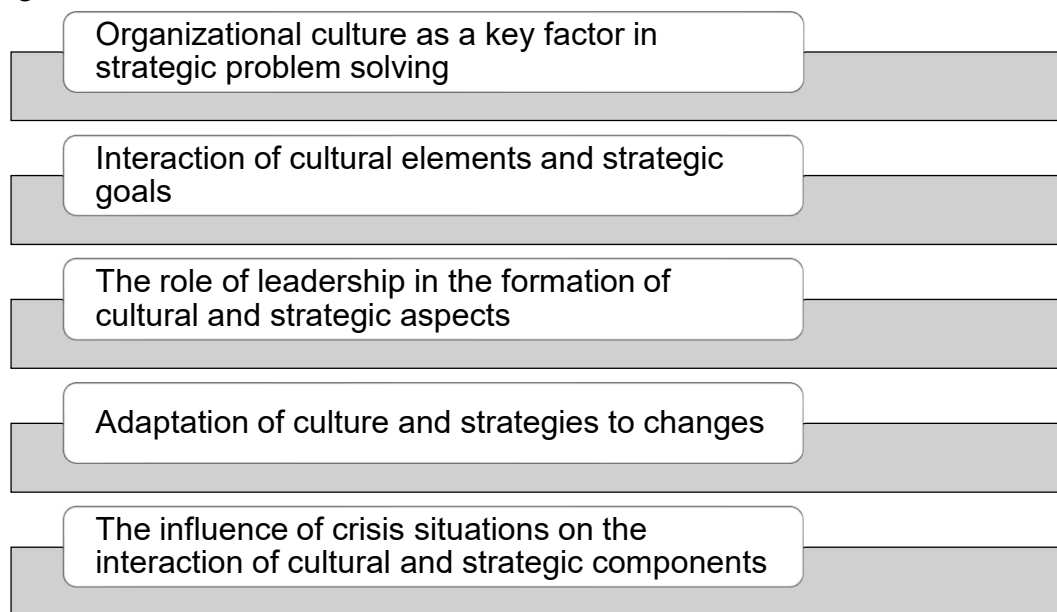 Organizational culture as a key factor in
strategic problem solving
Interaction of cultural elements and strategic
goals
The role of leadership in the formation of
cultural and strategic aspects
Adaptation of culture and strategies to changes
The influence of crisis situations on the
interaction of cultural and strategic components